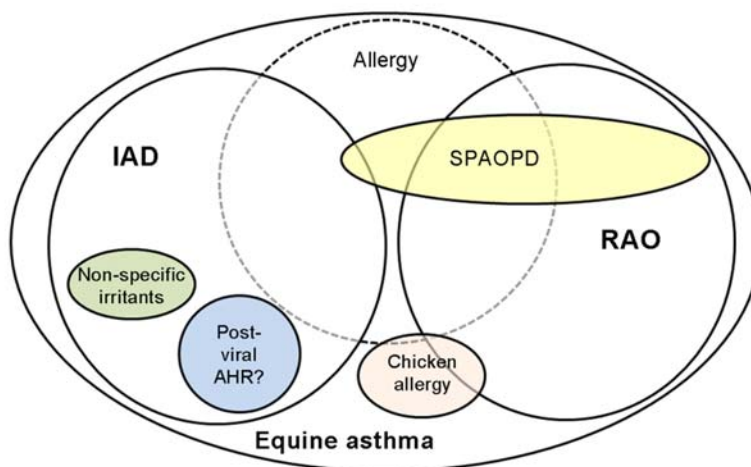 Allergy
IAD
SPAOPD
RAO
Non-specific
irritants
Post-
viral
AHR?
Chicken
allergy
Equine asthma